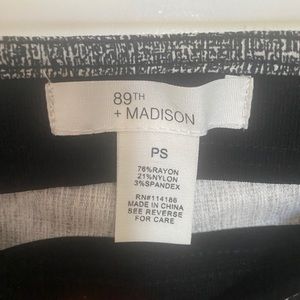 89TH
+ MADISON
PS
76%RAYON
21%NYLON
3%SPANDEX
RN#114186
MADE IN CHINA
SEE REVERSE
FOR CARE